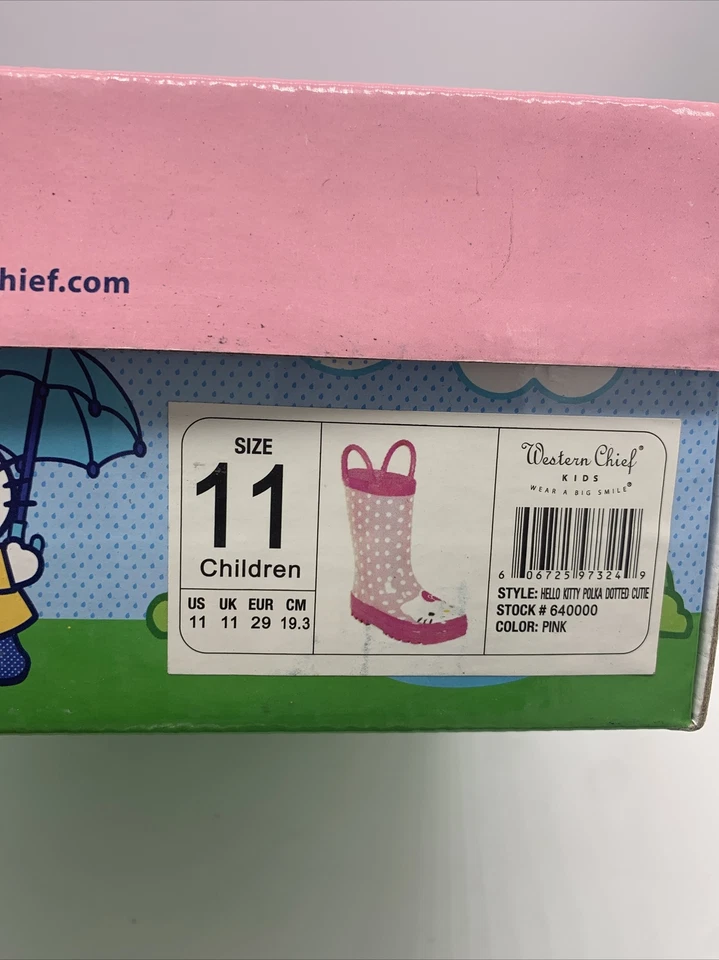 hief.com
SIZE
11
Children
US UK EUR CM
11 11 29 19.3
Western Chief®
KIDS
WEAR A BIG SMILE®
6 06725 97324 9
STYLE: HELLO KITTY POLKA DOTTED CUTIE
STOCK # 640000
COLOR: PINK